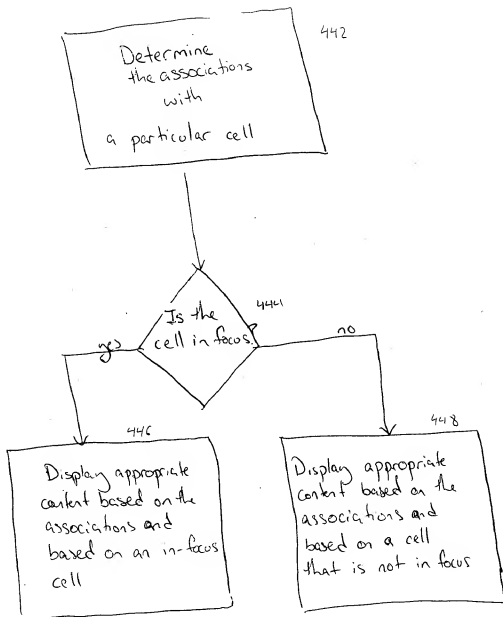 442
Determine
the associations
with
a particular cell
444
Is the
cell in focus?
yes
no
446
Display appropriate
content based on the
associations and
based on an in-focus
cell
448
Display appropriate
content based on the
associations and
based on a cell
that is not in focus